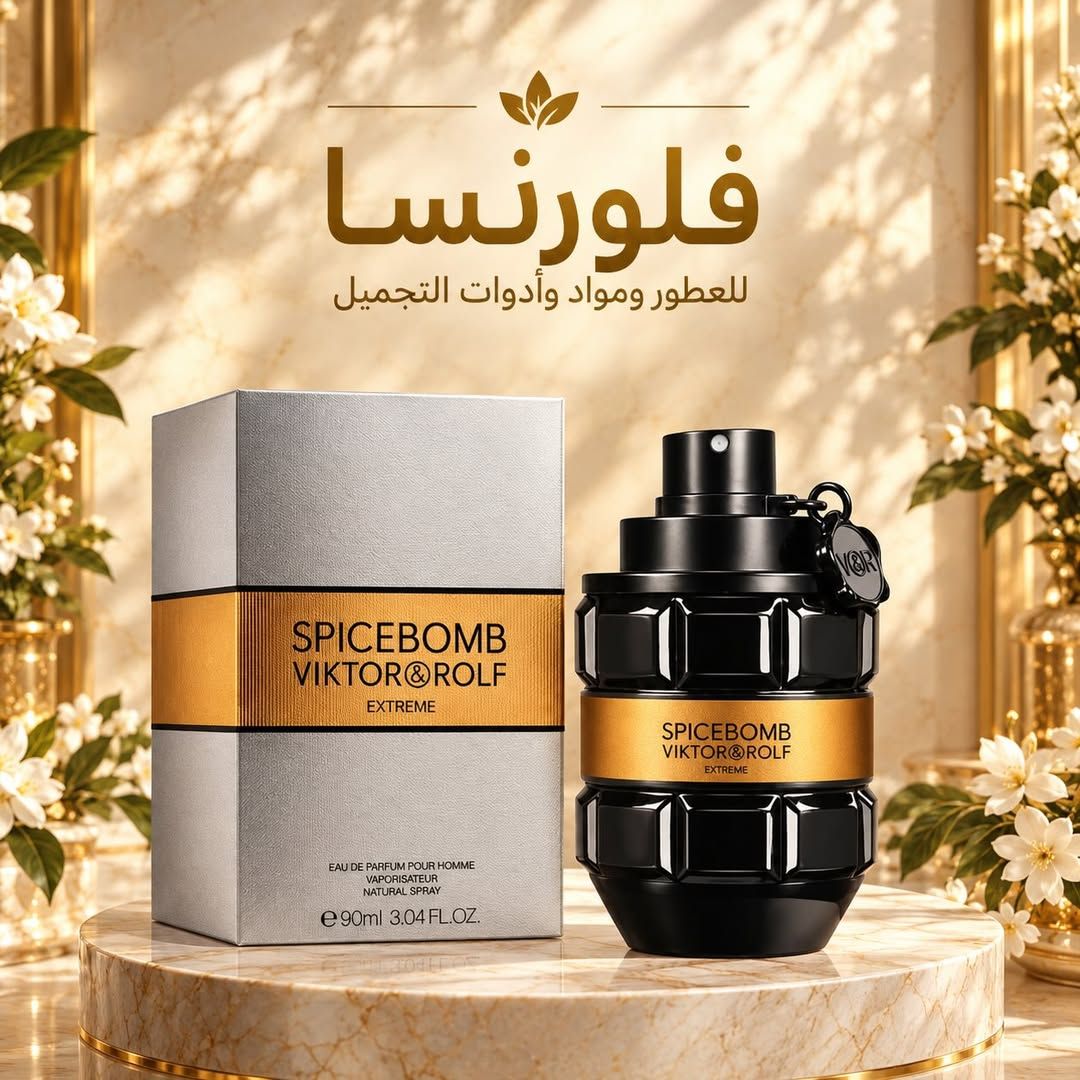 فلورنسا
للعطور ومواد وأدوات التجميل
SPICEBOMB
VIKTOR&ROLF
EXTREME
EAU DE PARFUM POUR HOMME
VAPORISATEUR
NATURAL SPRAY
℮ 90ml 3.04 FL.OZ.
V&R
SPICEBOMB
VIKTOR&ROLF
EXTREME